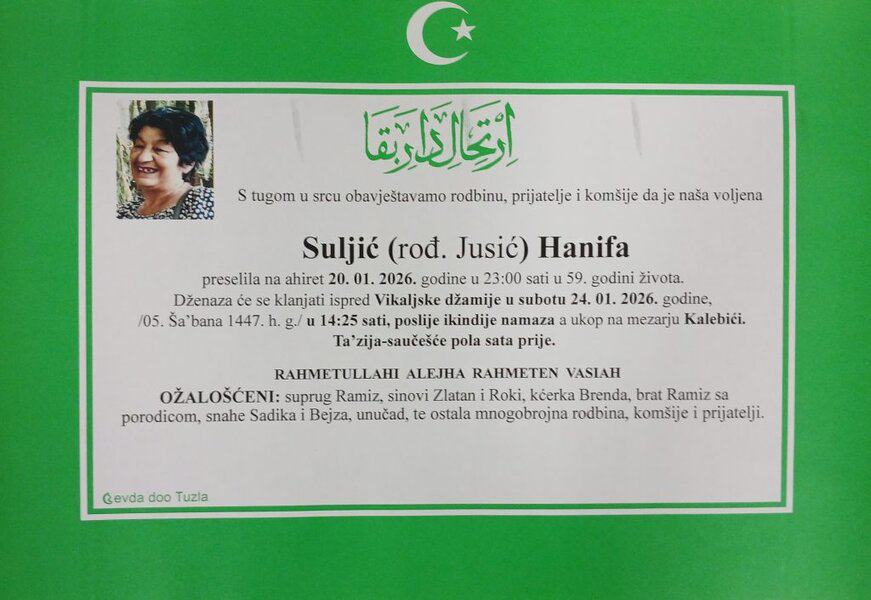 اِرْتِحَالِ دَارِ بَقَا
S tugom u srcu obavještavamo rodbinu, prijatelje i komšije da je naša voljena
Suljić (rođ. Jusić) Hanifa
preselila na ahiret 20. 01. 2026. godine u 23:00 sati u 59. godini života.
Dženaza će se klanjati ispred Vikaljske džamije u subotu 24. 01. 2026. godine,
/05. Ša'bana 1447. h. g./ u 14:25 sati, poslije ikindije namaza a ukop na mezarju Kalebići.
Ta'zija-saučešće pola sata prije.
RAHMETULLAHI ALEJHA RAHMETEN VASIAH
OŽALOŠĆENI: suprug Ramiz, sinovi Zlatan i Roki, kćerka Brenda, brat Ramiz sa
porodicom, snahe Sadika i Bejza, unučad, te ostala mnogobrojna rodbina, komšije i prijatelji.
Ćevda doo Tuzla